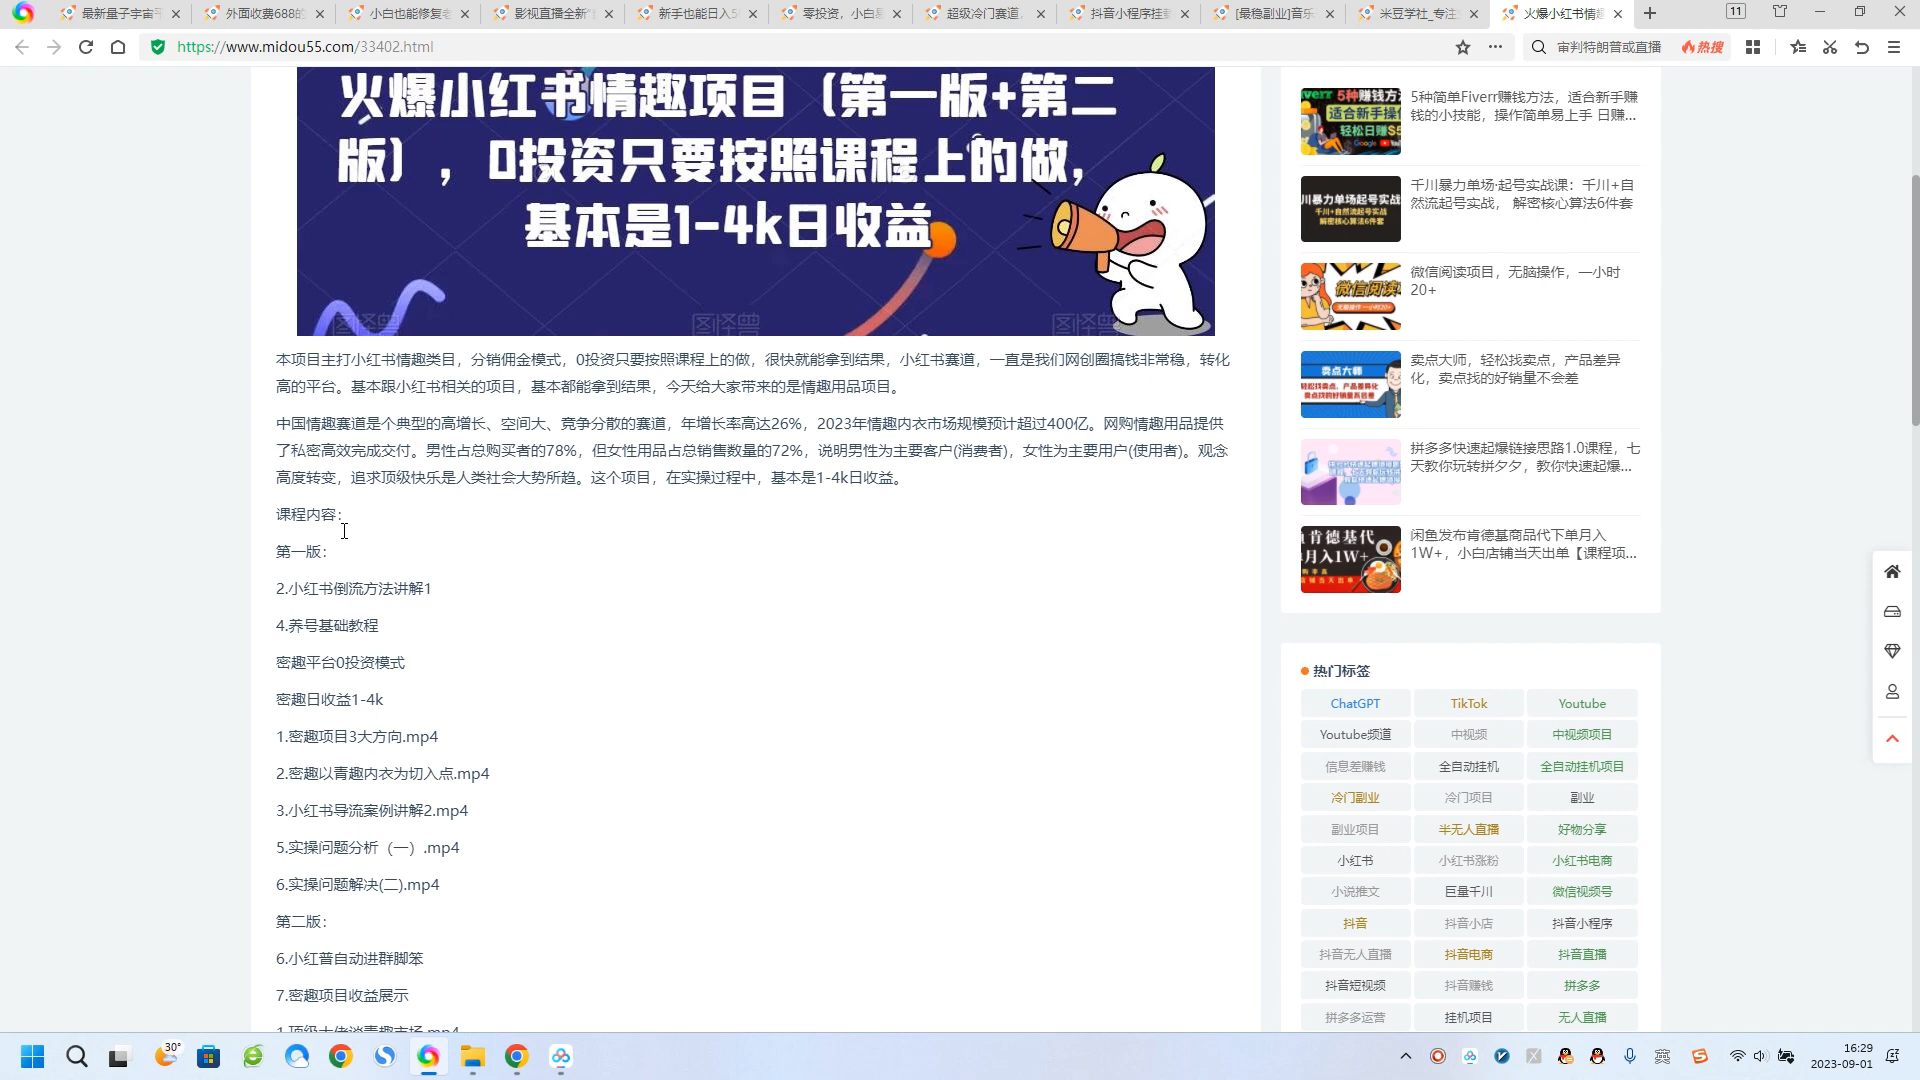 最新量子宇宙
外面收费688的
小白也能修复老
影视直播全新
新手也能日入5
零投资，小白
超级冷门赛道
抖音小程序挂
[最稳副业]音乐
米豆学社_专注
火爆小红书情趣
11
https://www.midou55.com/33402.html
审判特朗普或直播
热搜
火爆小红书情趣项目（第一版+第二
版），0投资只要按照课程上的做，
基本是1-4k日收益
图怪兽
图怪兽
图怪兽
本项目主打小红书情趣类目，分销佣金模式，0投资只要按照课程上的做，很快就能拿到结果，小红书赛道，一直是我们网创圈搞钱非常稳，转化
高的平台。基本跟小红书相关的项目，基本都能拿到结果，今天给大家带来的是情趣用品项目。
中国情趣赛道是个典型的高增长、空间大、竞争分散的赛道，年增长率高达26%，2023年情趣内衣市场规模预计超过400亿。网购情趣用品提供
了私密高效完成交付。男性占总购买者的78%，但女性用品占总销售数量的72%，说明男性为主要客户(消费者)，女性为主要用户(使用者)。观念
高度转变，追求顶级快乐是人类社会大势所趋。这个项目，在实操过程中，基本是1-4k日收益。
课程内容：
第一版：
2.小红书倒流方法讲解1
4.养号基础教程
密趣平台0投资模式
密趣日收益1-4k
1.密趣项目3大方向.mp4
2.密趣以青趣内衣为切入点.mp4
3.小红书导流案例讲解2.mp4
5.实操问题分析（一）.mp4
6.实操问题解决(二).mp4
第二版：
6.小红普自动进群脚笨
7.密趣项目收益展示
1.顶级大佬谈青趣市场.mp4
5种简单Fiverr赚钱方法，适合新手赚
钱的小技能，操作简单易上手 日赚...
千川暴力单场·起号实战课：千川+自
然流起号实战， 解密核心算法6件套
微信阅读项目，无脑操作，一小时
20+
卖点大师，轻松找卖点，产品差异
化，卖点找的好销量不会差
拼多多快速起爆链接思路1.0课程，七
天教你玩转拼夕夕，教你快速起爆...
闲鱼发布肯德基商品代下单月入
1W+，小白店铺当天出单【课程项...
热门标签
ChatGPT TikTok Youtube
Youtube频道 中视频 中视频项目
信息差赚钱 全自动挂机 全自动挂机项目
冷门副业 冷门项目 副业
副业项目 半无人直播 好物分享
小红书 小红书涨粉 小红书电商
小说推文 巨量千川 微信视频号
抖音 抖音小店 抖音小程序
抖音无人直播 抖音电商 抖音直播
抖音短视频 抖音赚钱 拼多多
拼多多运营 挂机项目 无人直播
30°
英
16:29
2023-09-01